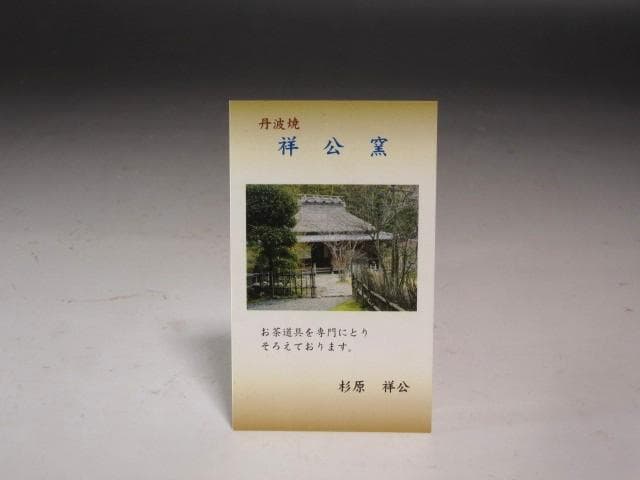 丹波焼
祥公窯
お茶道具を専門にとり
そろえております。
杉原 祥公